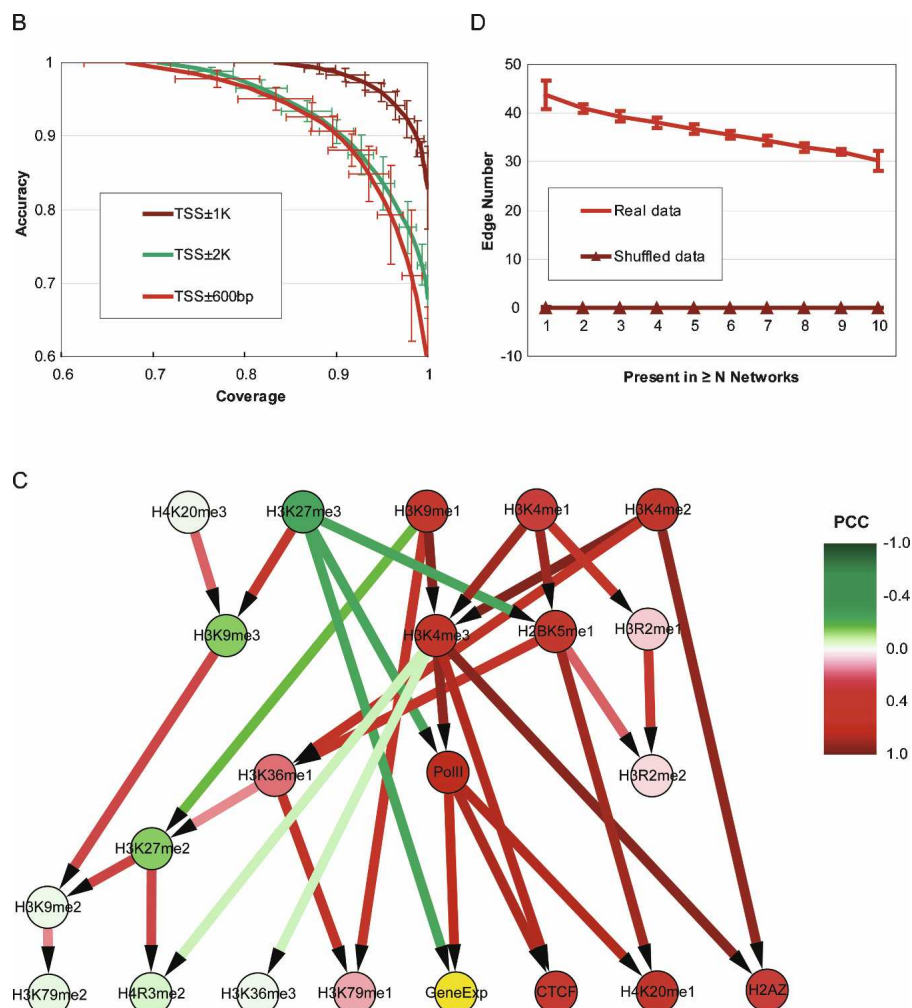 B
1
0.9
0.8
0.7
0.6
0.6
0.7
0.8
0.9
1
Accuracy
Coverage
TSS±1K
TSS±2K
TSS±600bp
D
50
40
30
20
10
0
-10
1 2 3 4 5 6 7 8 9 10
Edge Number
Present in ≥ N Networks
Real data
Shuffled data
C
H4K20me3
H3K27me3
H3K9me1
H3K4me1
H3K4me2
H3K9me3
H3K4me3
H2BK5me1
H3R2me1
H3K36me1
PolII
H3R2me2
H3K27me2
H3K9me2
H3K79me2
H4R3me2
H3K36me3
H3K79me1
GeneExp
CTCF
H4K20me1
H2AZ
PCC
-1.0
-0.4
0.0
0.4
1.0